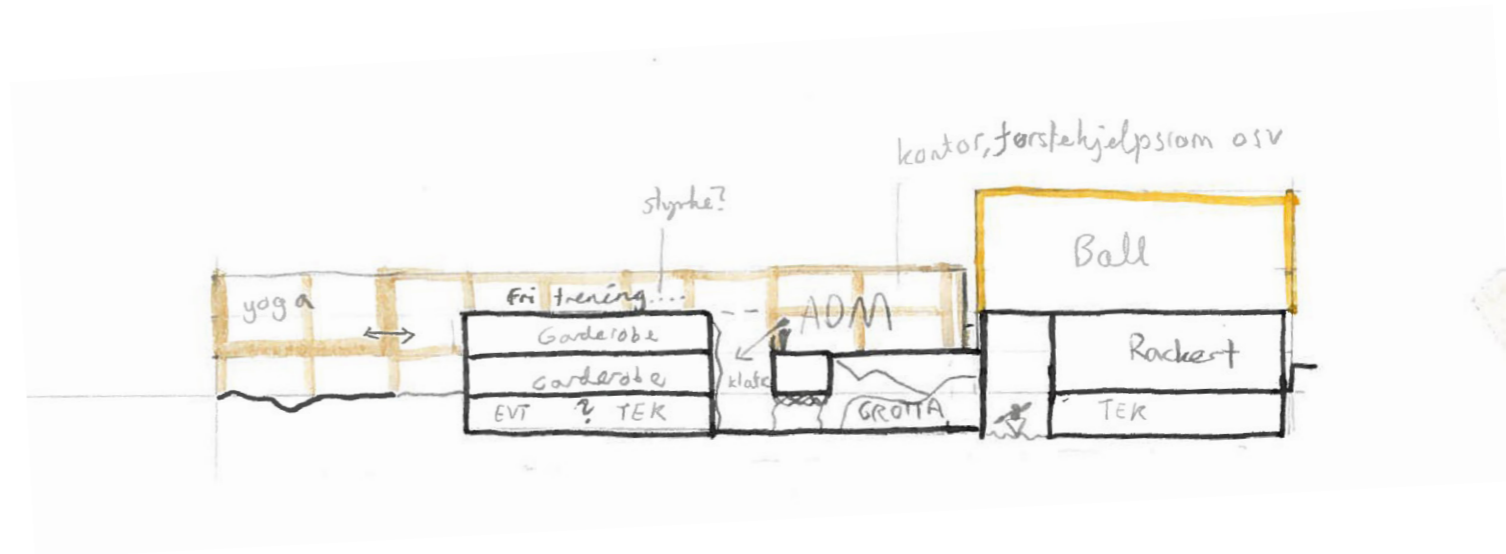 kontor, førstehjelpsrom osv
styrke?
Ball
yoga
Fri trening....
ADM
Garderobe
Rackert
Garderobe
klatr
EVT ? TEK
GROTTA
TEK